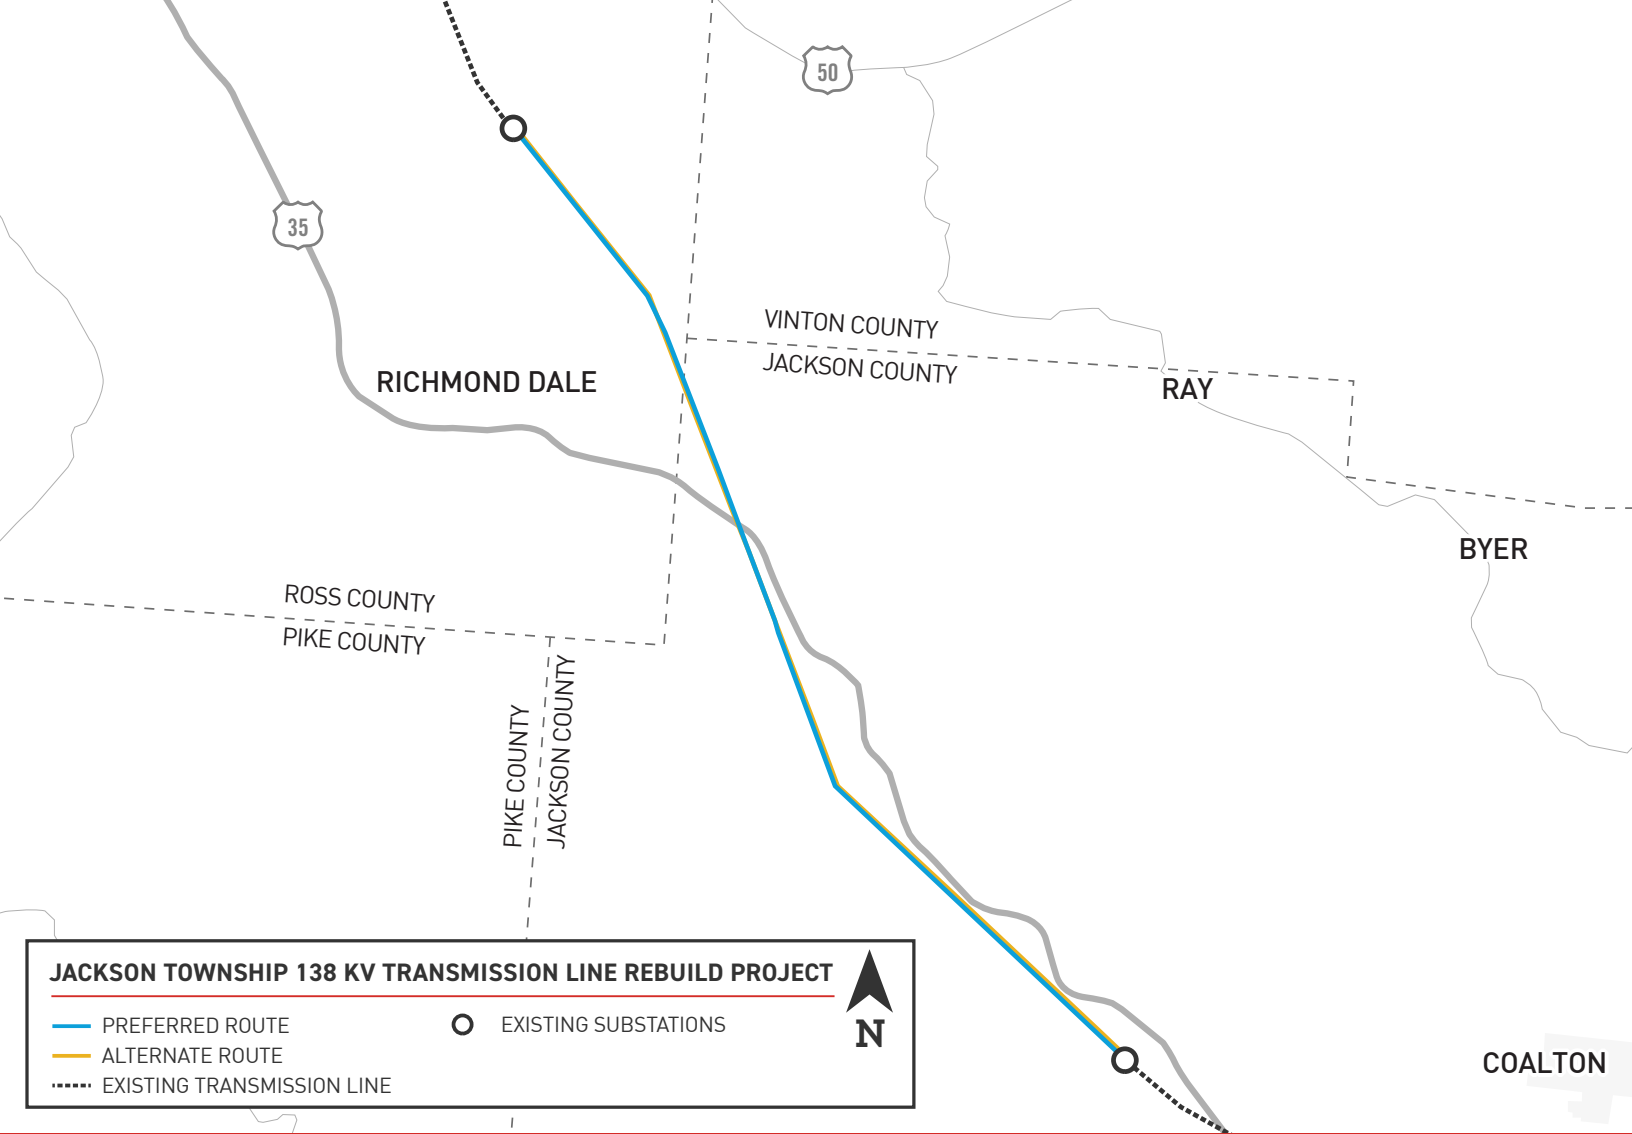 50
35
VINTON COUNTY
JACKSON COUNTY
RICHMOND DALE
RAY
BYER
ROSS COUNTY
PIKE COUNTY
PIKE COUNTY
JACKSON COUNTY
JACKSON TOWNSHIP 138 KV TRANSMISSION LINE REBUILD PROJECT
PREFERRED ROUTE
EXISTING SUBSTATIONS
ALTERNATE ROUTE
EXISTING TRANSMISSION LINE
N
COALTON